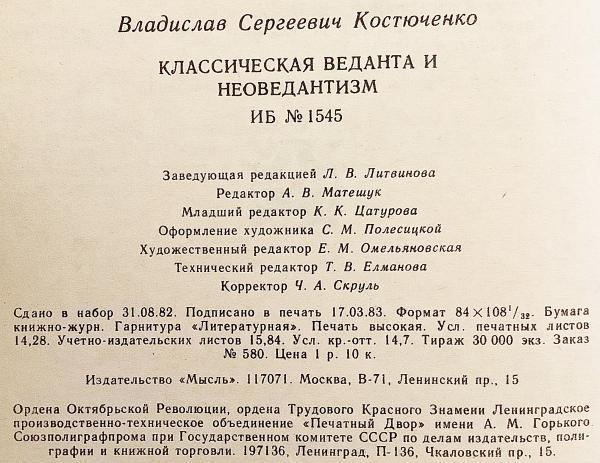 Владислав Сергеевич Костюченко
КЛАССИЧЕСКАЯ ВЕДАНТА И
НЕОВЕДАНТИЗМ
ИБ № 1545
Заведующая редакцией Л. В. Литвинова
Редактор А. В. Матешук
Младший редактор К. К. Цатурова
Оформление художника С. М. Полесицкой
Художественный редактор Е. М. Омельяновская
Технический редактор Т. В. Елманова
Корректор Ч. А. Скруль
Сдано в набор 31.08.82. Подписано в печать 17.03.83. Формат 84×108¹/₃₂. Бумага
книжно-журн. Гарнитура «Литературная». Печать высокая. Усл. печатных листов
14,28. Учетно-издательских листов 15,84. Усл. кр.-отт. 14,7. Тираж 30 000 экз. Заказ
№ 580. Цена 1 р. 10 к.
Издательство «Мысль». 117071. Москва, В-71, Ленинский пр., 15
Ордена Октябрьской Революции, ордена Трудового Красного Знамени Ленинградское
производственно-техническое объединение «Печатный Двор» имени А. М. Горького
Союзполиграфпрома при Государственном комитете СССР по делам издательств, поли-
графии и книжной торговли. 197136, Ленинград, П-136, Чкаловский пр., 15.